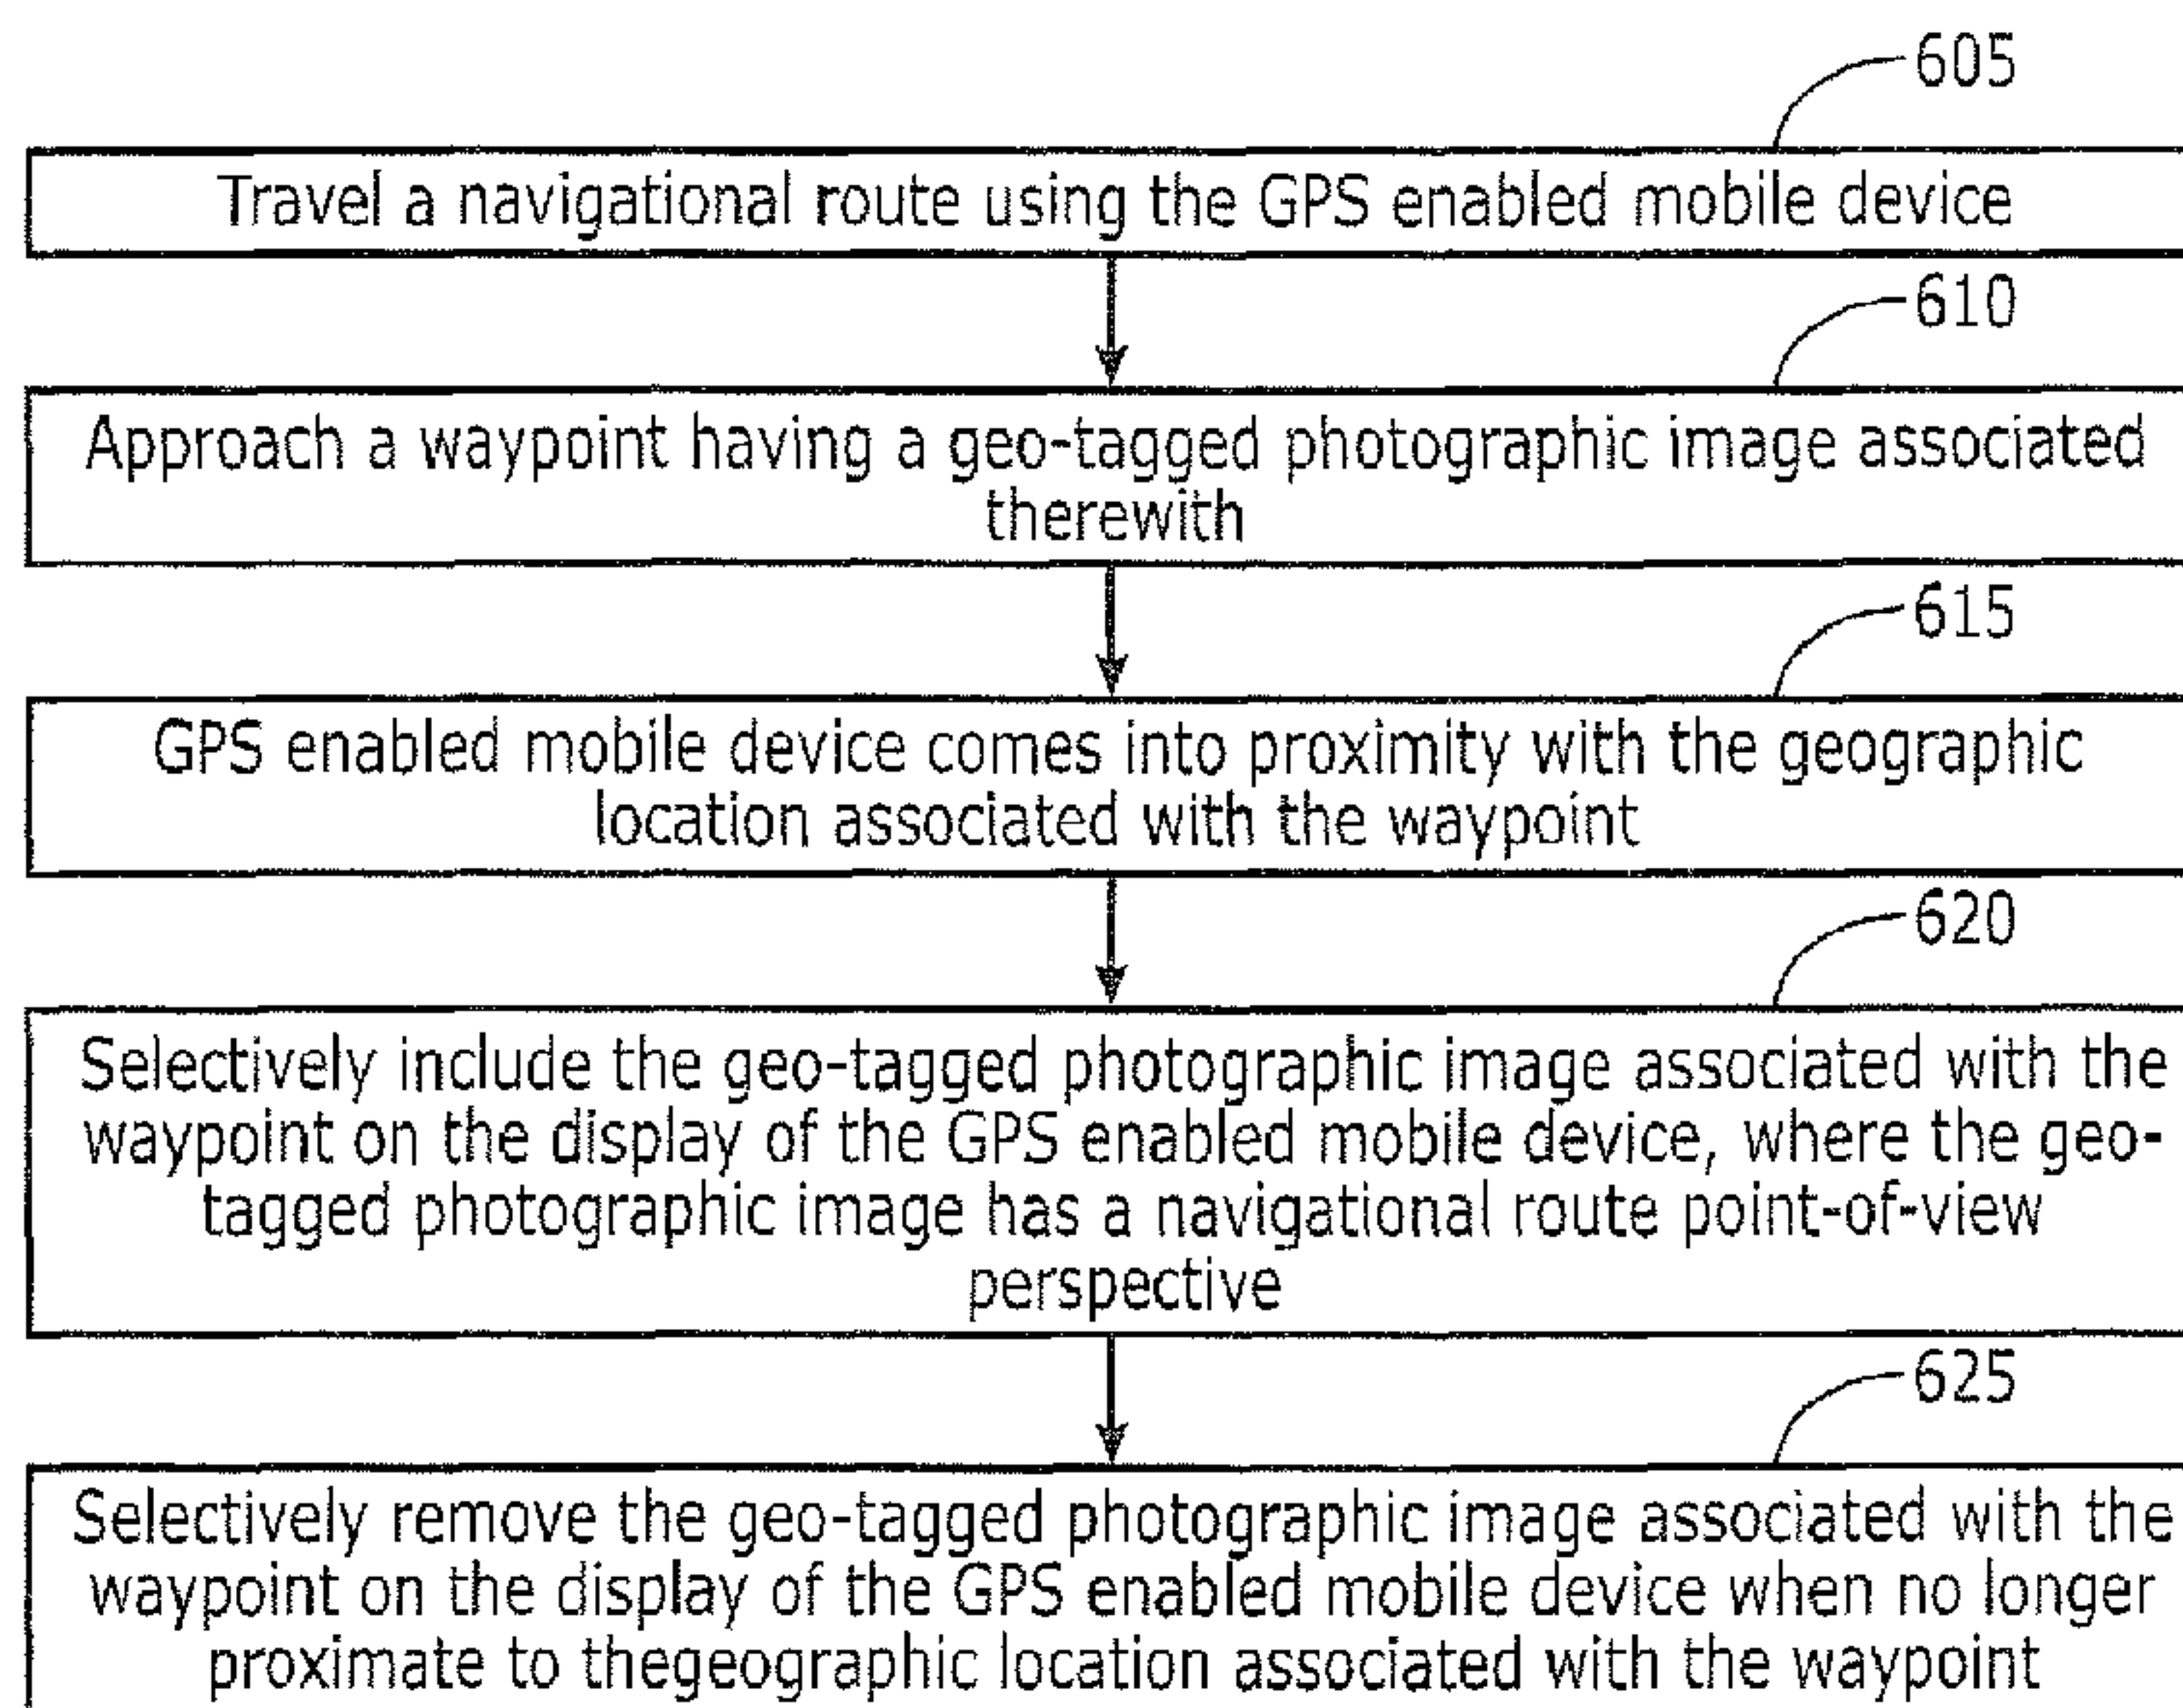 605
Travel a navigational route using the GPS enabled mobile device
610
Approach a waypoint having a geo-tagged photographic image associated
therewith
615
GPS enabled mobile device comes into proximity with the geographic
location associated with the waypoint
620
Selectively include the geo-tagged photographic image associated with the
waypoint on the display of the GPS enabled mobile device, where the geo-
tagged photographic image has a navigational route point-of-view
perspective
625
Selectively remove the geo-tagged photographic image associated with the
waypoint on the display of the GPS enabled mobile device when no longer
proximate to thegeographic location associated with the waypoint